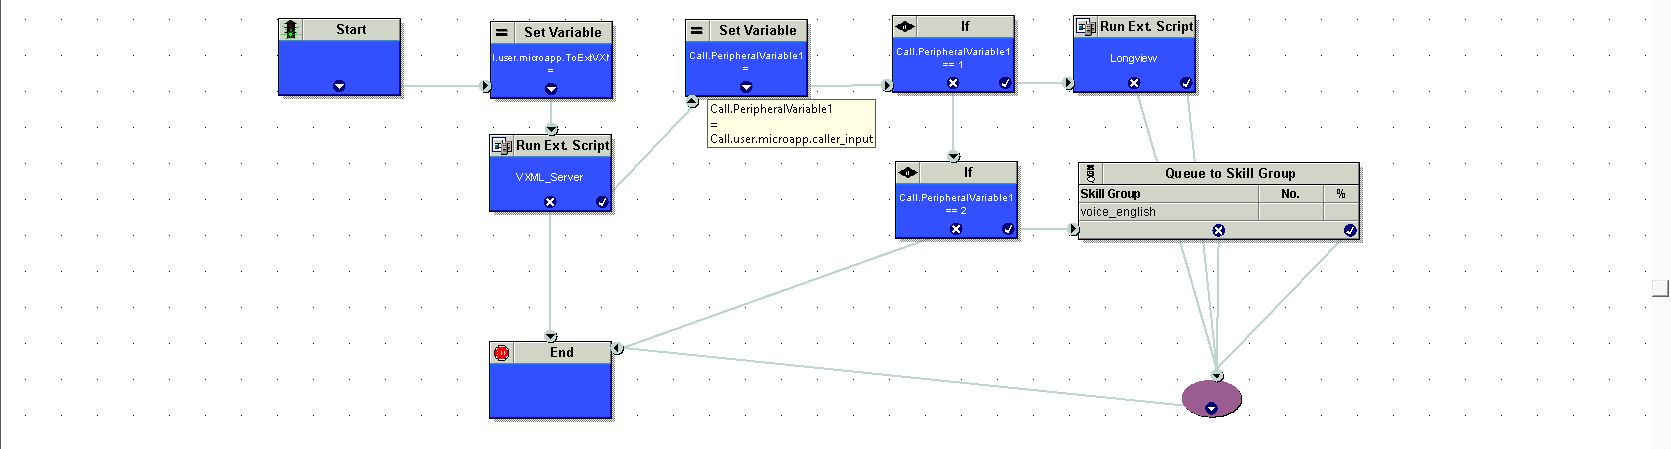 Start
Set Variable
l.user.microapp.ToExtVXM
=
Run Ext. Script
VXML_Server
Set Variable
Call.PeripheralVariable1
=
Call.PeripheralVariable1
=
Call.user.microapp.caller_input
If
Call.PeripheralVariable1
== 1
Run Ext. Script
Longview
If
Call.PeripheralVariable1
== 2
Queue to Skill Group
Skill Group No. %
voice_english
End